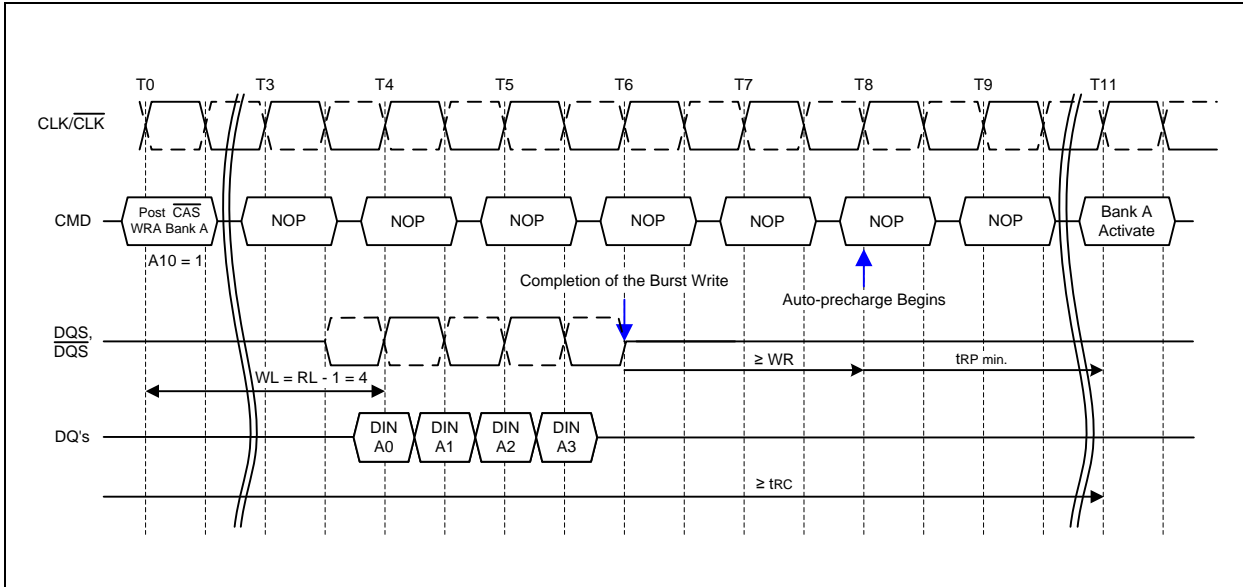 T0 T3 T4 T5 T6 T7 T8 T9 T11
CLK/CLK
CMD
Post CAS
WRA Bank A
NOP NOP NOP NOP NOP NOP NOP
Bank A
Activate
A10 = 1
Completion of the Burst Write
Auto-precharge Begins
DQS,
DQS
≥ WR
tRP min.
WL = RL - 1 = 4
DQ's
DIN
A0
DIN
A1
DIN
A2
DIN
A3
≥ tRC